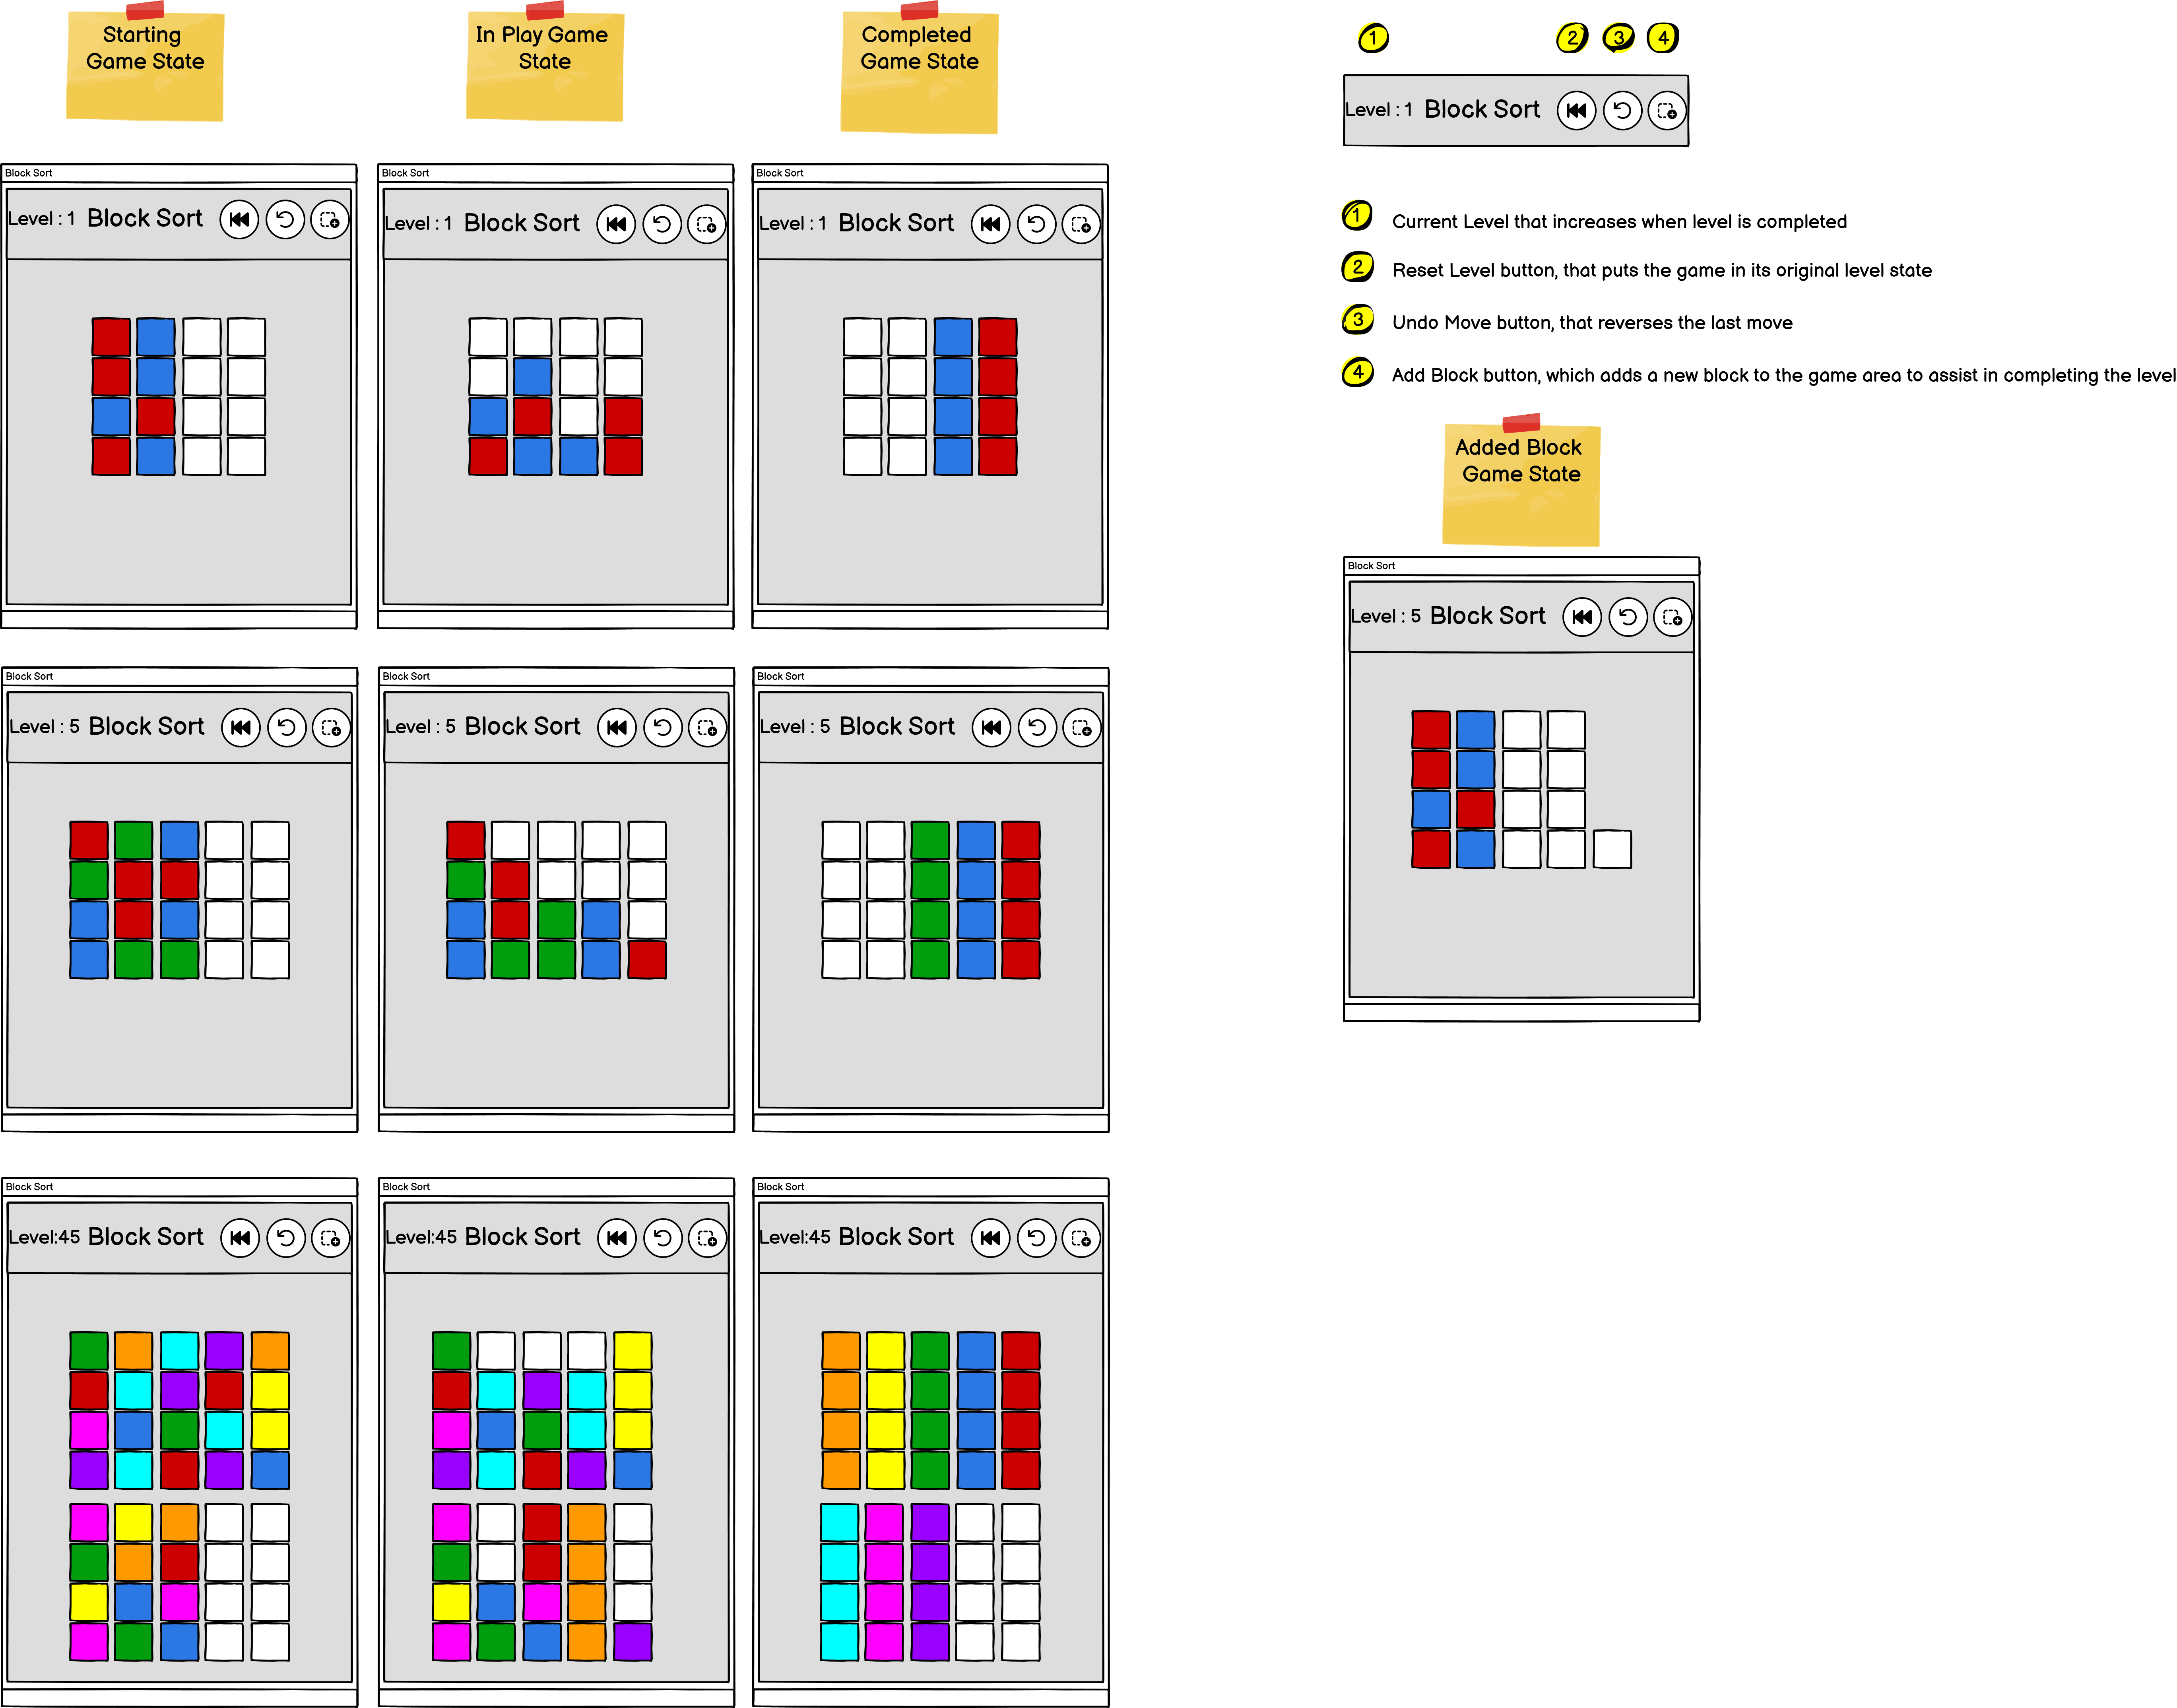 Starting
Game State
In Play Game
State
Completed
Game State
1
2
3
4
Level : 1 Block Sort
1 Current Level that increases when level is completed
2 Reset Level button, that puts the game in its original level state
3 Undo Move button, that reverses the last move
4 Add Block button, which adds a new block to the game area to assist in completing the level
Block Sort
Level : 1 Block Sort
Block Sort
Level : 1 Block Sort
Block Sort
Level : 1 Block Sort
Added Block
Game State
Block Sort
Level : 5 Block Sort
Block Sort
Level : 5 Block Sort
Block Sort
Level : 5 Block Sort
Block Sort
Level : 5 Block Sort
Block Sort
Level:45 Block Sort
Block Sort
Level:45 Block Sort
Block Sort
Level:45 Block Sort